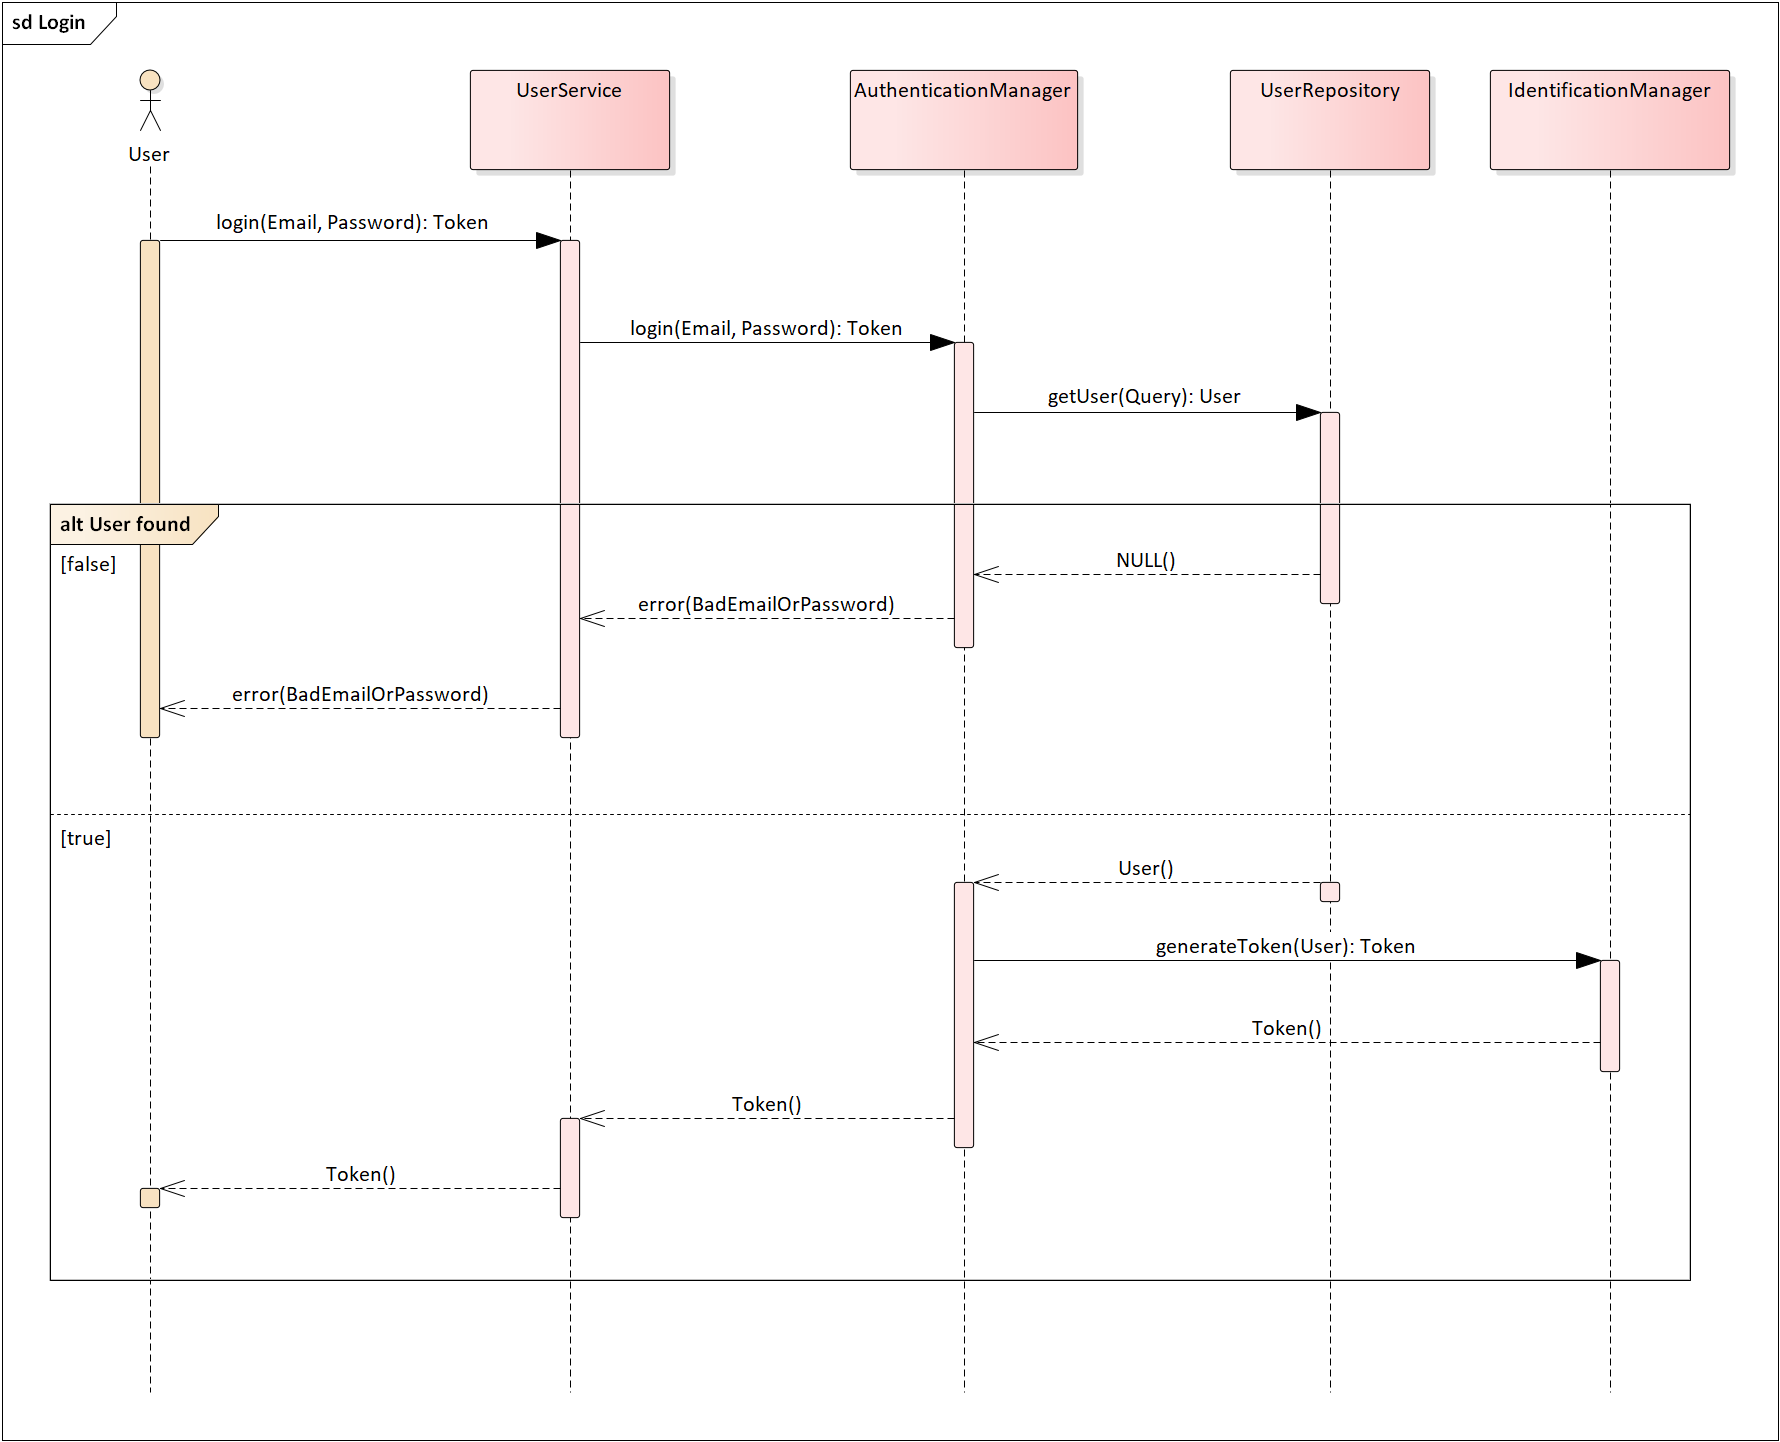 sd Login
User
UserService
AuthenticationManager
UserRepository
IdentificationManager
login(Email, Password): Token
login(Email, Password): Token
getUser(Query): User
alt User found
[false]
NULL()
error(BadEmailOrPassword)
error(BadEmailOrPassword)
[true]
User()
generateToken(User): Token
Token()
Token()
Token()